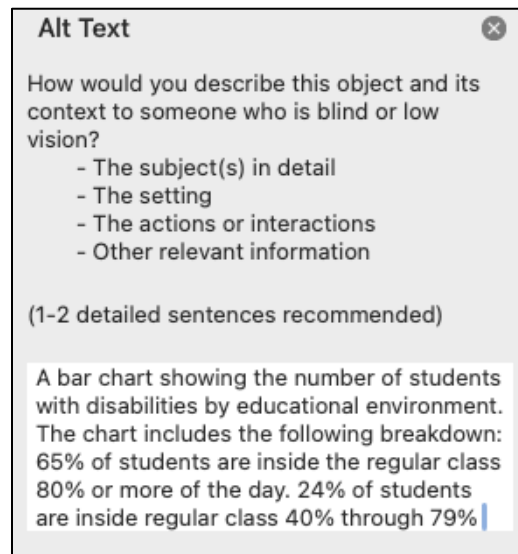 Alt Text
How would you describe this object and its
context to someone who is blind or low
vision?
- The subject(s) in detail
- The setting
- The actions or interactions
- Other relevant information
(1-2 detailed sentences recommended)
A bar chart showing the number of students
with disabilities by educational environment.
The chart includes the following breakdown:
65% of students are inside the regular class
80% or more of the day. 24% of students
are inside regular class 40% through 79%